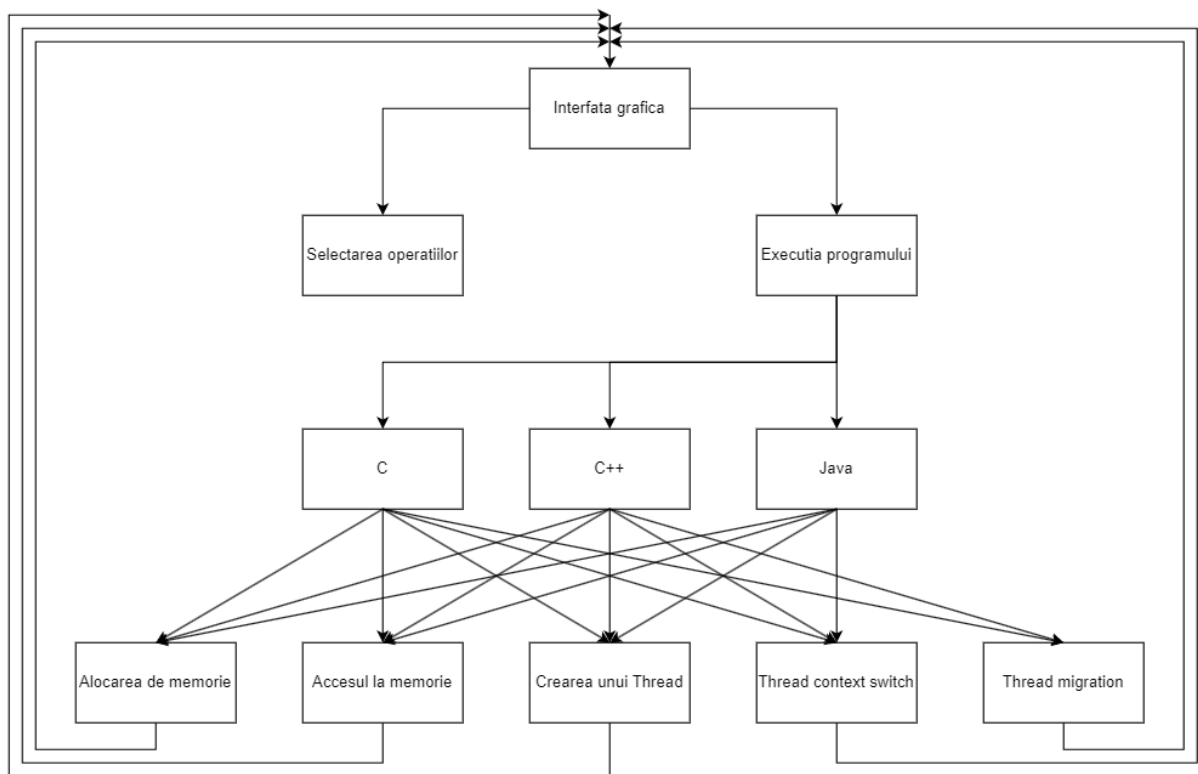 Interfata grafica
Selectarea operatiilor
Executia programului
C
C++
Java
Alocarea de memorie
Accesul la memorie
Crearea unui Thread
Thread context switch
Thread migration